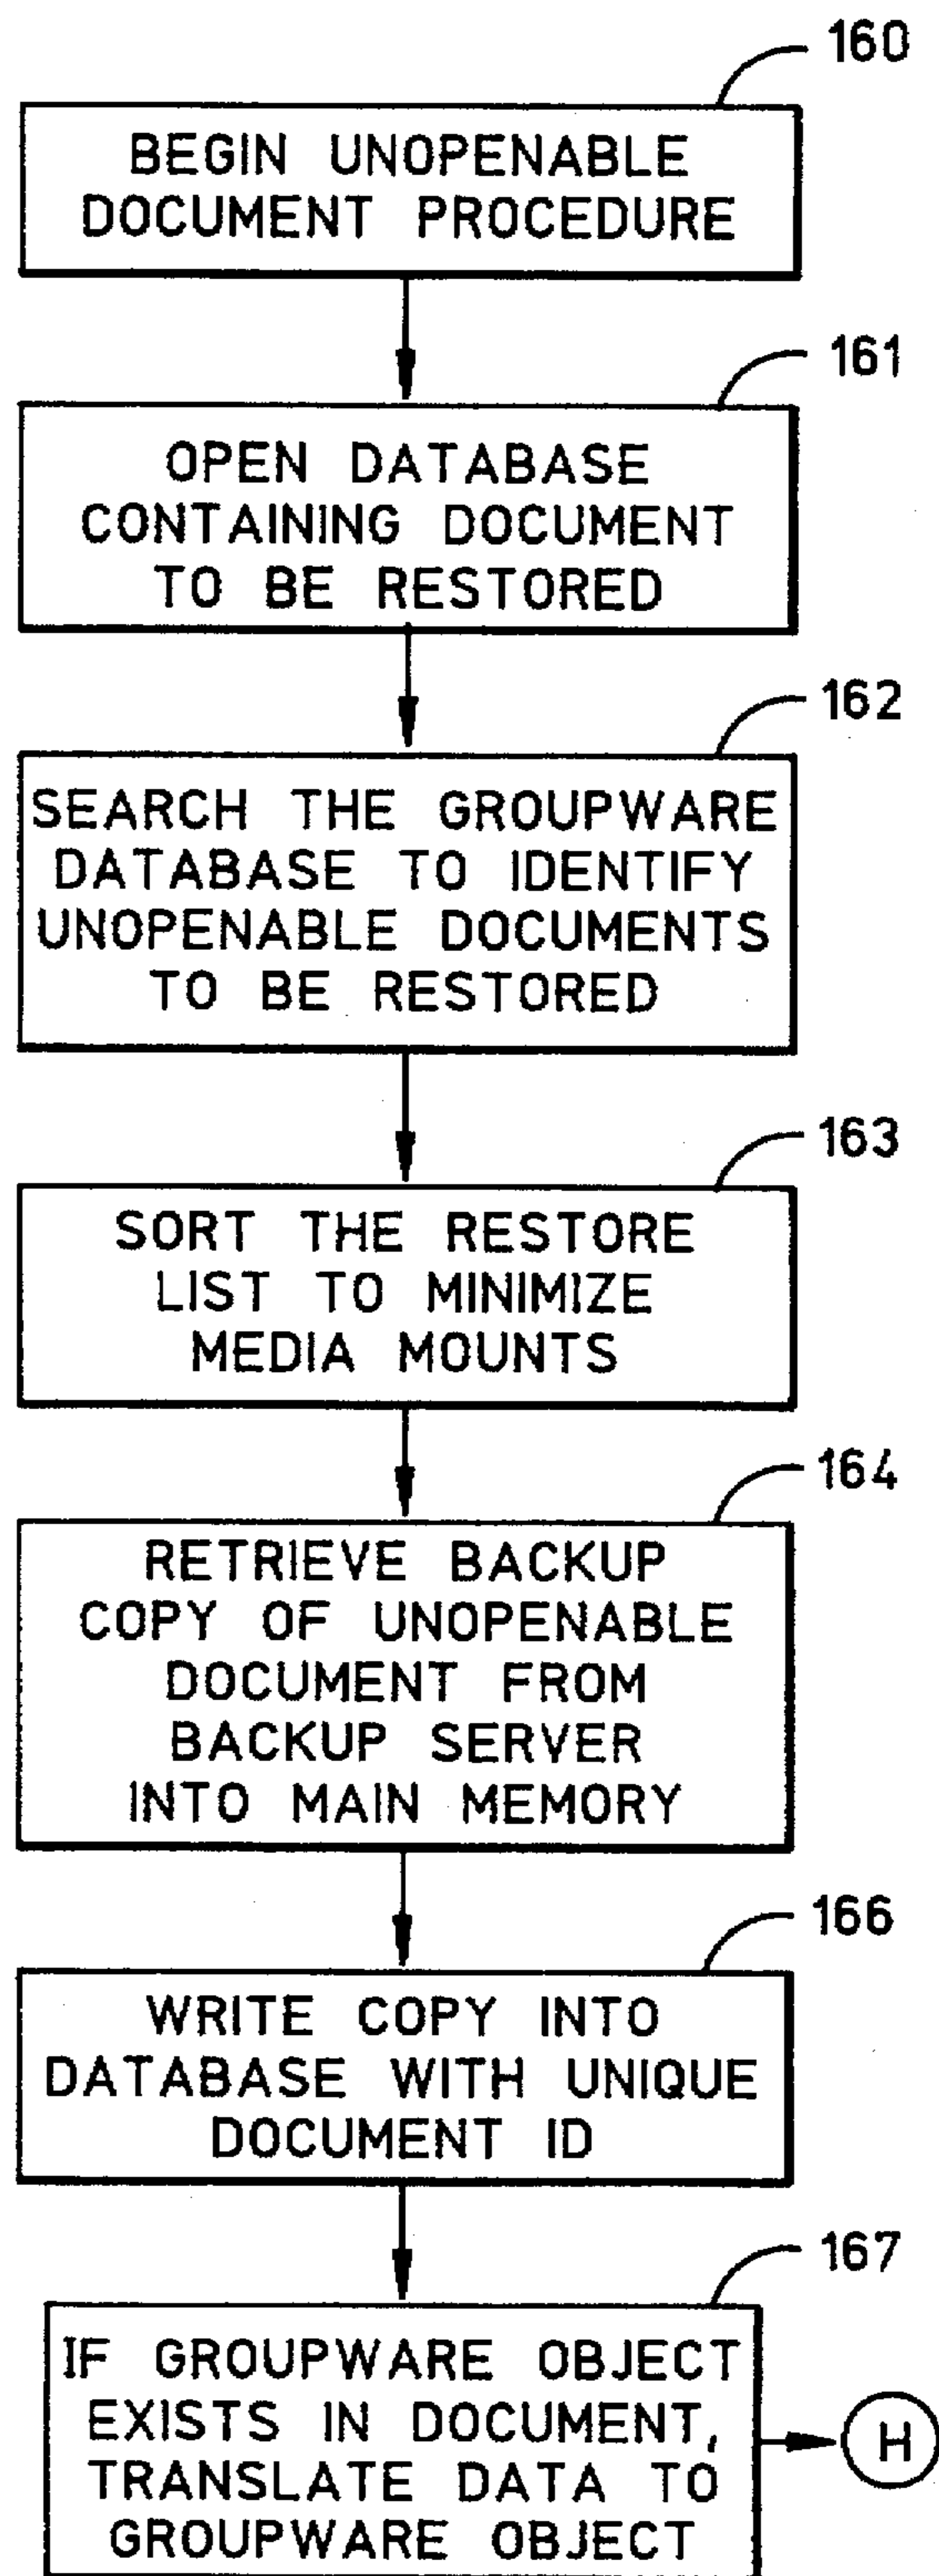 160
BEGIN UNOPENABLE
DOCUMENT PROCEDURE
161
OPEN DATABASE
CONTAINING DOCUMENT
TO BE RESTORED
162
SEARCH THE GROUPWARE
DATABASE TO IDENTIFY
UNOPENABLE DOCUMENTS
TO BE RESTORED
163
SORT THE RESTORE
LIST TO MINIMIZE
MEDIA MOUNTS
164
RETRIEVE BACKUP
COPY OF UNOPENABLE
DOCUMENT FROM
BACKUP SERVER
INTO MAIN MEMORY
166
WRITE COPY INTO
DATABASE WITH UNIQUE
DOCUMENT ID
167
IF GROUPWARE OBJECT
EXISTS IN DOCUMENT,
TRANSLATE DATA TO
GROUPWARE OBJECT
H